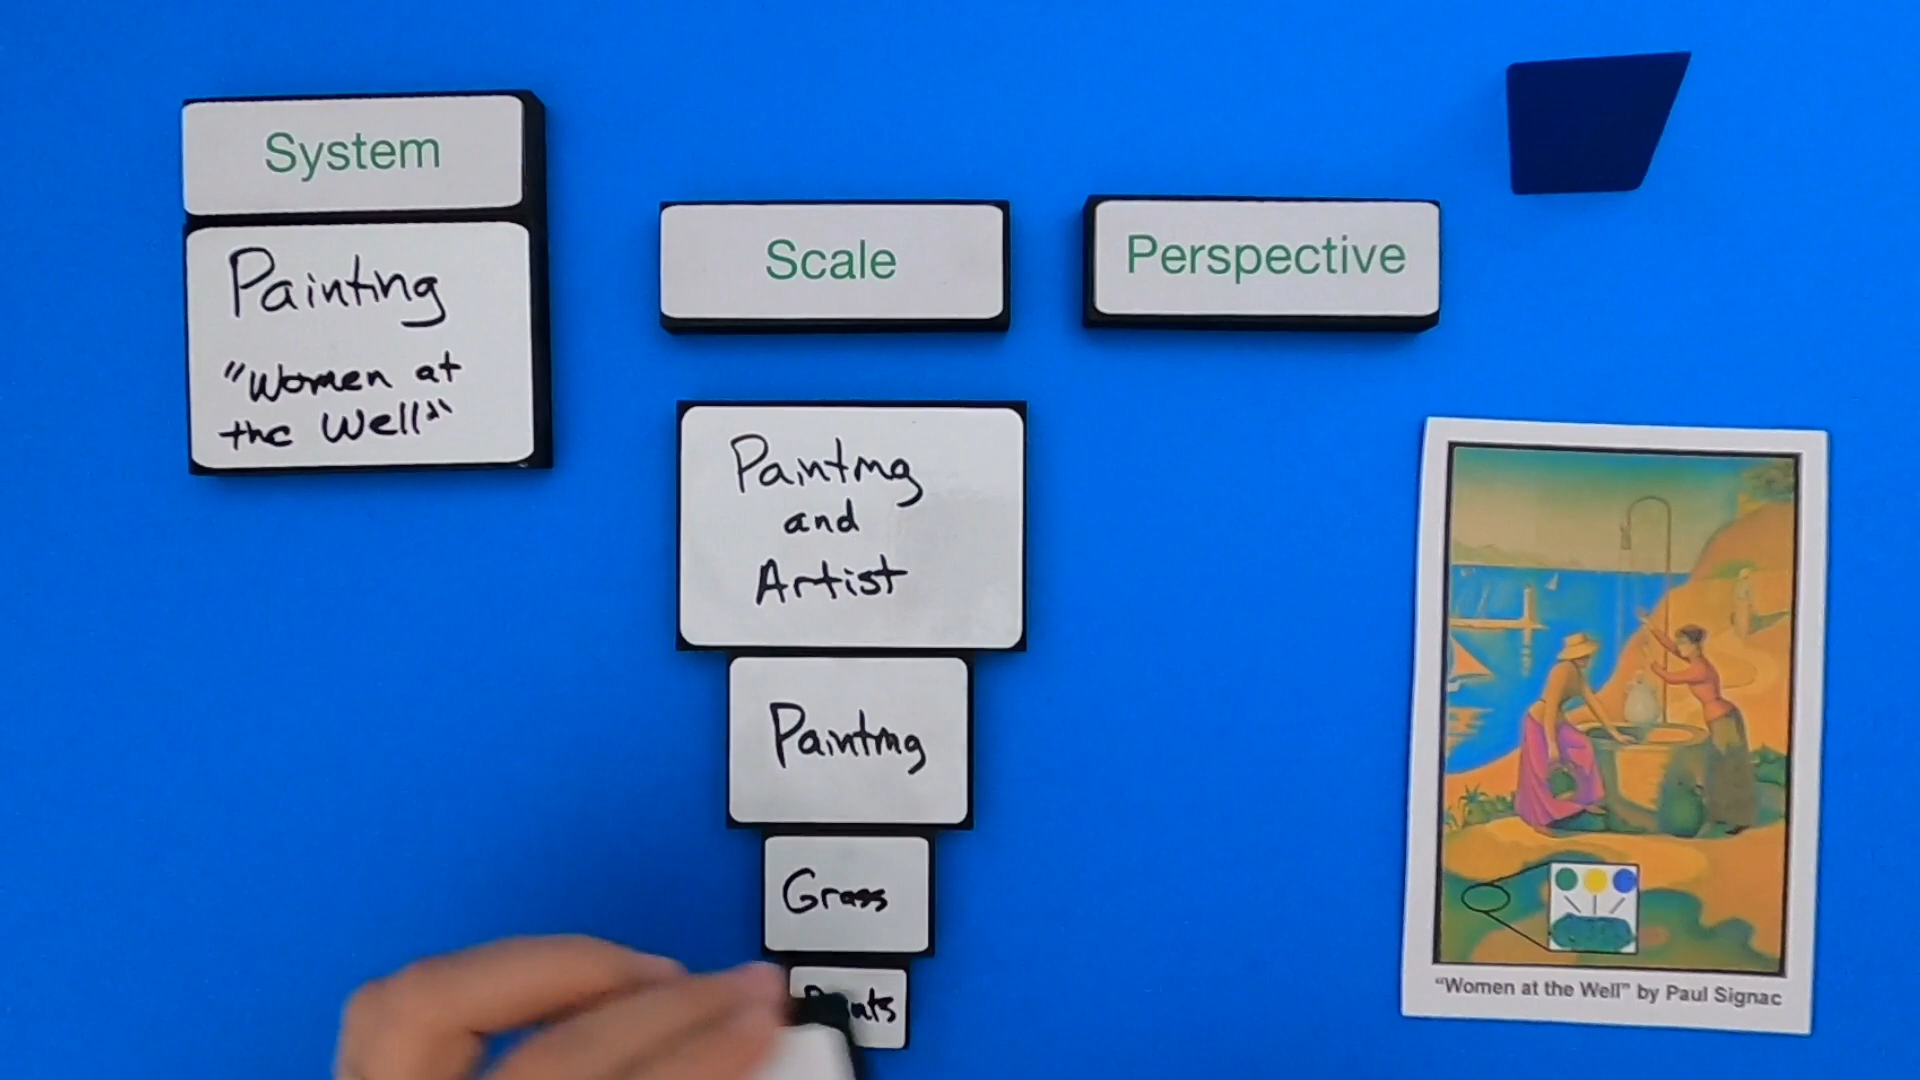 System
Painting
"Women at
the Well"
Scale
Perspective
Painting
and
Artist
Painting
Grass
"Women at the Well" by Paul Signac